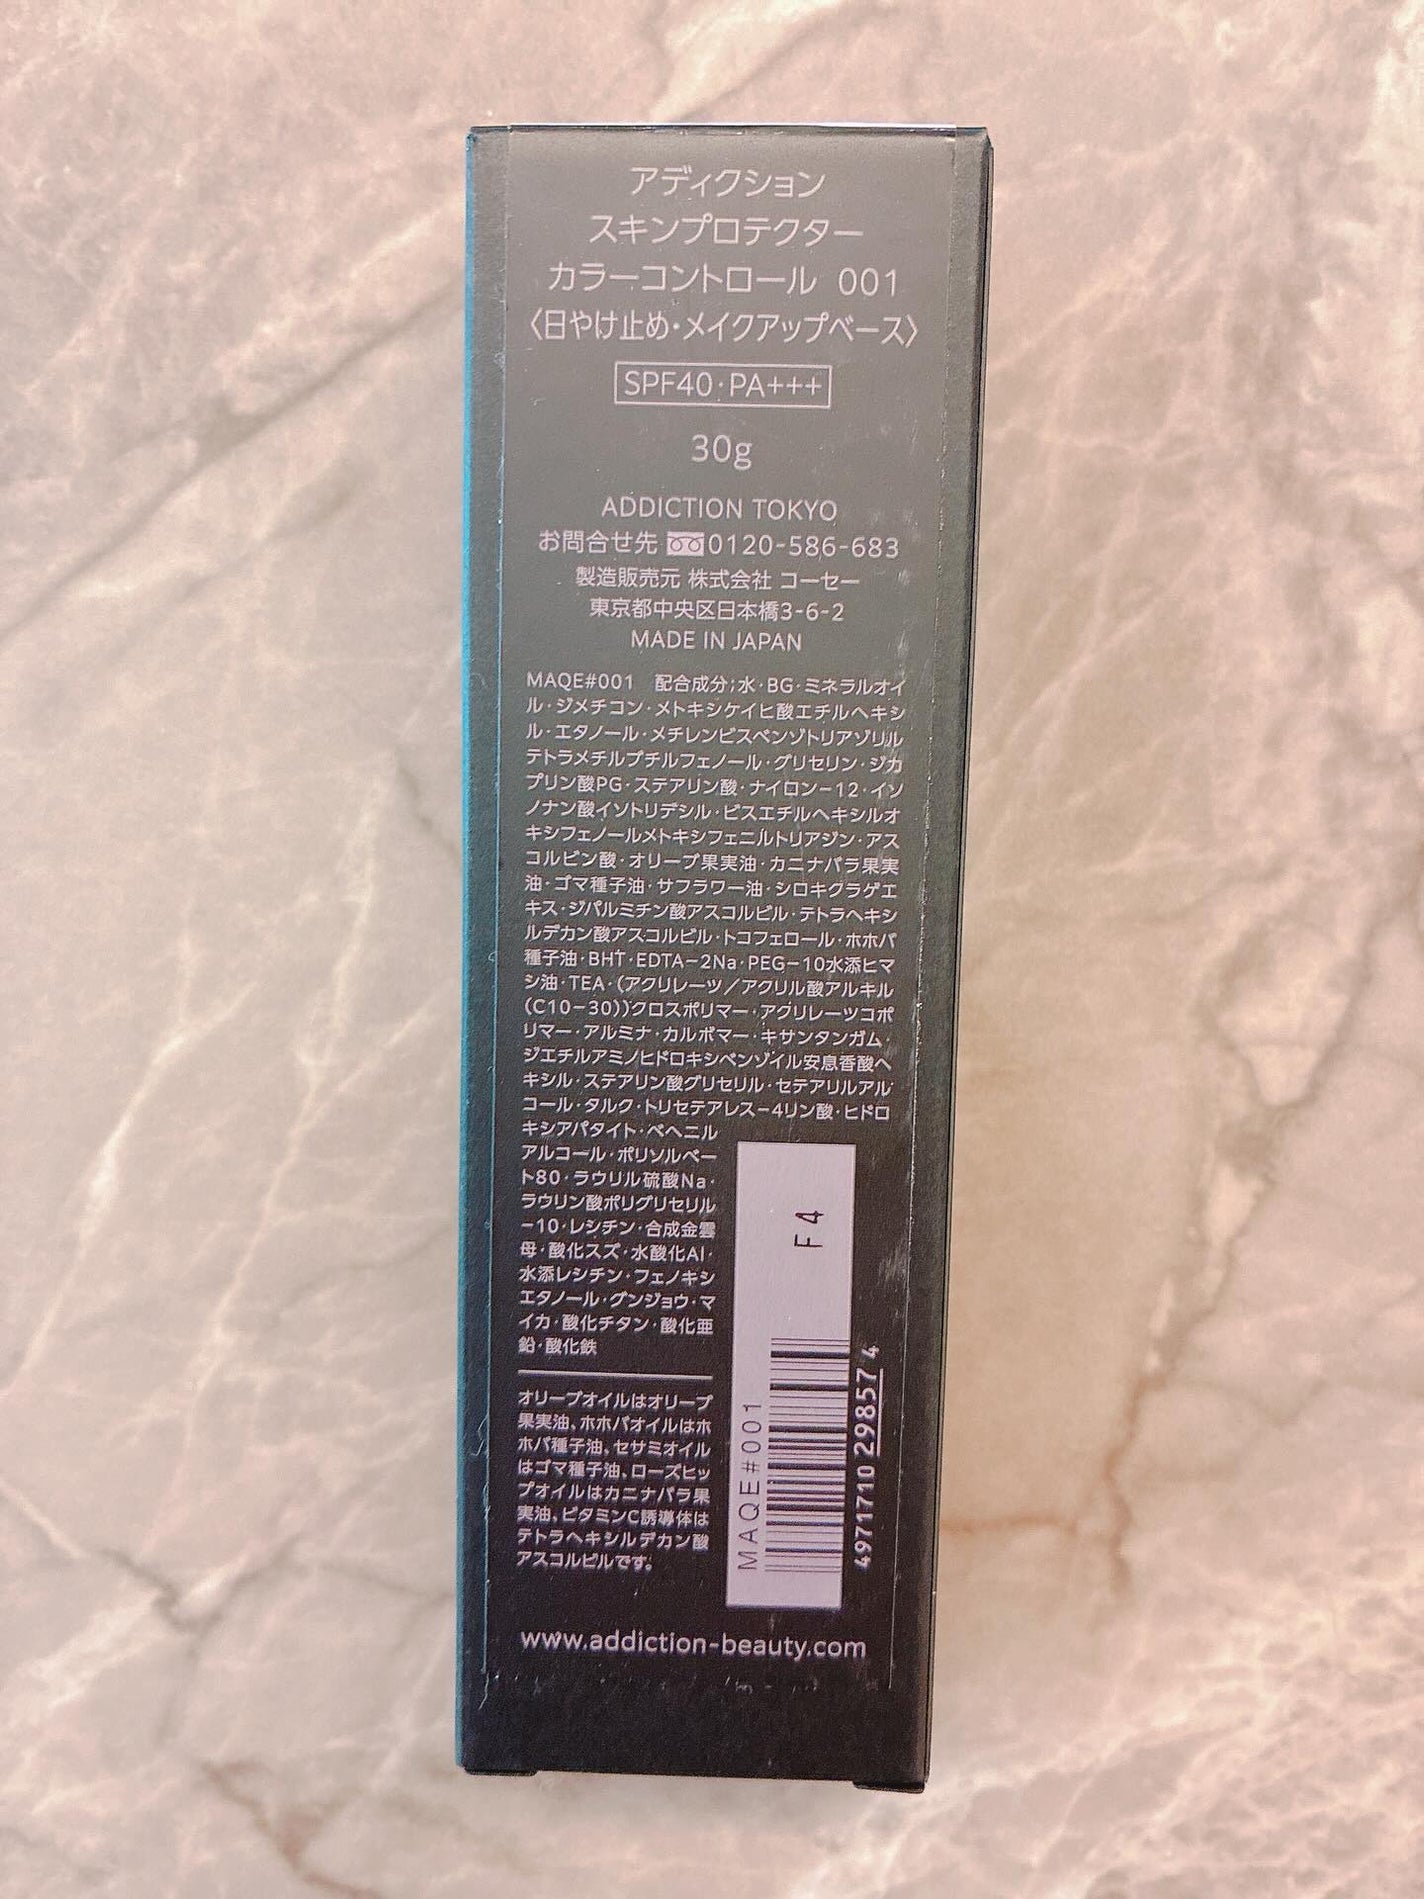 アディクション
スキンプロテクター
カラーコントロール 001
〈日やけ止め・メイクアップベース〉
SPF40・PA+++
30g
ADDICTION TOKYO
お問合せ先 0120-586-683
製造販売元 株式会社 コーセー
東京都中央区日本橋3-6-2
MADE IN JAPAN
MAQE#001 配合成分;水・BG・ミネラルオイ
ル・ジメチコン・メトキシケイヒ酸エチルヘキシ
ル・エタノール・メチレンビスベンゾトリアゾリル
テトラメチルブチルフェノール・グリセリン・ジカ
プリン酸PG・ステアリン酸・ナイロン-12・イソ
ノナン酸イソトリデシル・ビスエチルヘキシルオ
キシフェノールメトキシフェニルトリアジン・アス
コルビン酸・オリーブ果実油・カニナバラ果実
油・ゴマ種子油・サフラワー油・シロキクラゲエ
キス・ジパルミチン酸アスコルビル・テトラヘキシ
ルデカン酸アスコルビル・トコフェロール・ホホバ
種子油・BHT・EDTA-2Na・PEG-10水添ヒマ
シ油・TEA・(アクリレーツ/アクリル酸アルキル
(C10-30))クロスポリマー・アクリレーツコポ
リマー・アルミナ・カルボマー・キサンタンガム・
ジエチルアミノヒドロキシベンゾイル安息香酸ヘ
キシル・ステアリン酸グリセリル・セテアリルアル
コール・タルク・トリセテアレス-4リン酸・ヒドロ
キシアパタイト・ベヘニル
アルコール・ポリソルベー
ト80・ラウリル硫酸Na・
ラウリン酸ポリグリセリル
-10・レシチン・合成金雲
母・酸化スズ・水酸化Al・
水添レシチン・フェノキシ
エタノール・グンジョウ・マ
イカ・酸化チタン・酸化亜
鉛・酸化鉄
オリーブオイルはオリーブ
果実油、ホホバオイルはホ
ホバ種子油、セサミオイル
はゴマ種子油、ローズヒッ
プオイルはカニナバラ果
実油、ビタミンC誘導体は
テトラヘキシルデカン酸
アスコルビルです。
F4
MAQE#001
4971710 29857 4
www.addiction-beauty.com